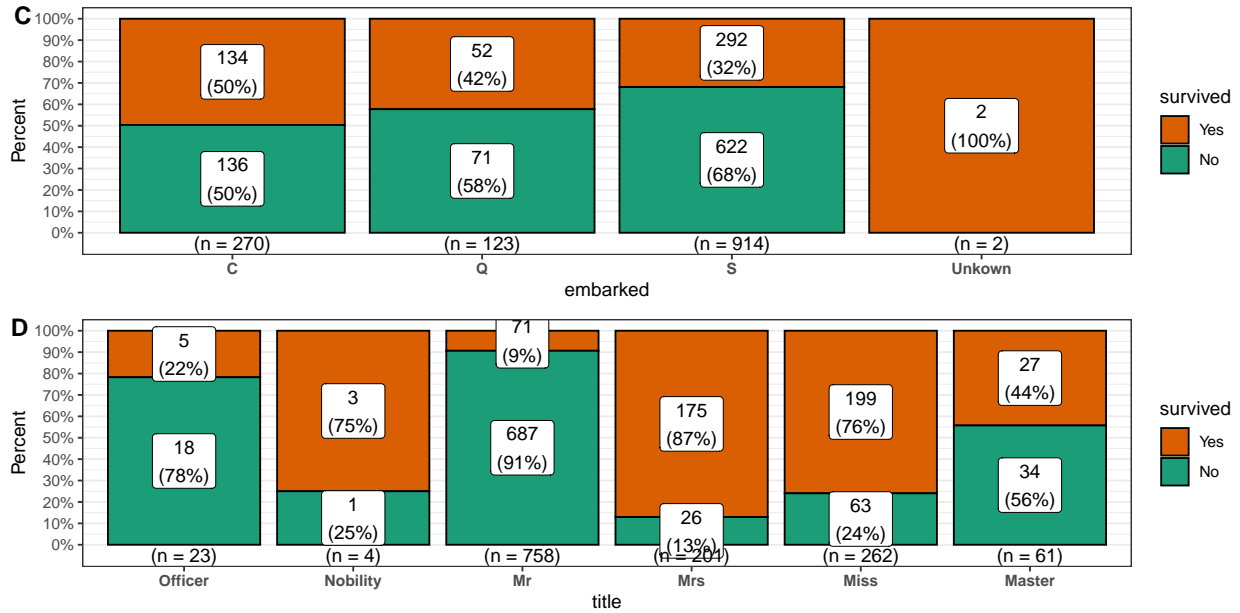 C
100%
90%
80%
70%
60%
50%
40%
30%
20%
10%
0%
Percent
134
(50%)
136
(50%)
52
(42%)
71
(58%)
292
(32%)
622
(68%)
2
(100%)
(n = 270)
(n = 123)
(n = 914)
(n = 2)
C
Q
S
Unkown
embarked
survived
Yes
No
D
100%
90%
80%
70%
60%
50%
40%
30%
20%
10%
0%
Percent
5
(22%)
18
(78%)
3
(75%)
1
(25%)
71
(9%)
687
(91%)
175
(87%)
26
(13%)
199
(76%)
63
(24%)
27
(44%)
34
(56%)
(n = 23)
(n = 4)
(n = 758)
(n = 201)
(n = 262)
(n = 61)
Officer
Nobility
Mr
Mrs
Miss
Master
title
survived
Yes
No